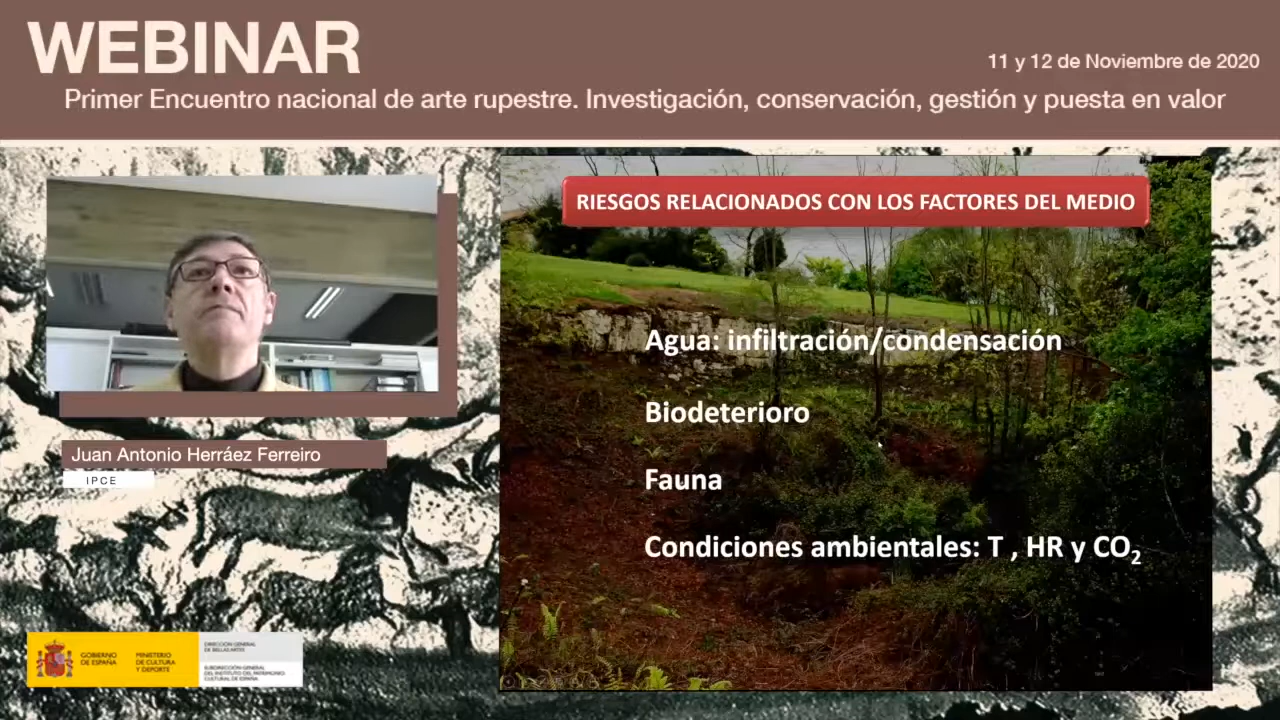 WEBINAR
11 y 12 de Noviembre de 2020
Primer Encuentro nacional de arte rupestre. Investigación, conservación, gestión y puesta en valor
RIESGOS RELACIONADOS CON LOS FACTORES DEL MEDIO
Agua: infiltración/condensación
Biodeterioro
Fauna
Condiciones ambientales: T , HR y CO₂
Juan Antonio Herráez Ferreiro
IPCE
GOBIERNO
DE ESPAÑA
MINISTERIO
DE CULTURA
Y DEPORTE
DIRECCIÓN GENERAL
DE BELLAS ARTES
SUBDIRECCIÓN GENERAL
DEL INSTITUTO DEL PATRIMONIO
CULTURAL DE ESPAÑA